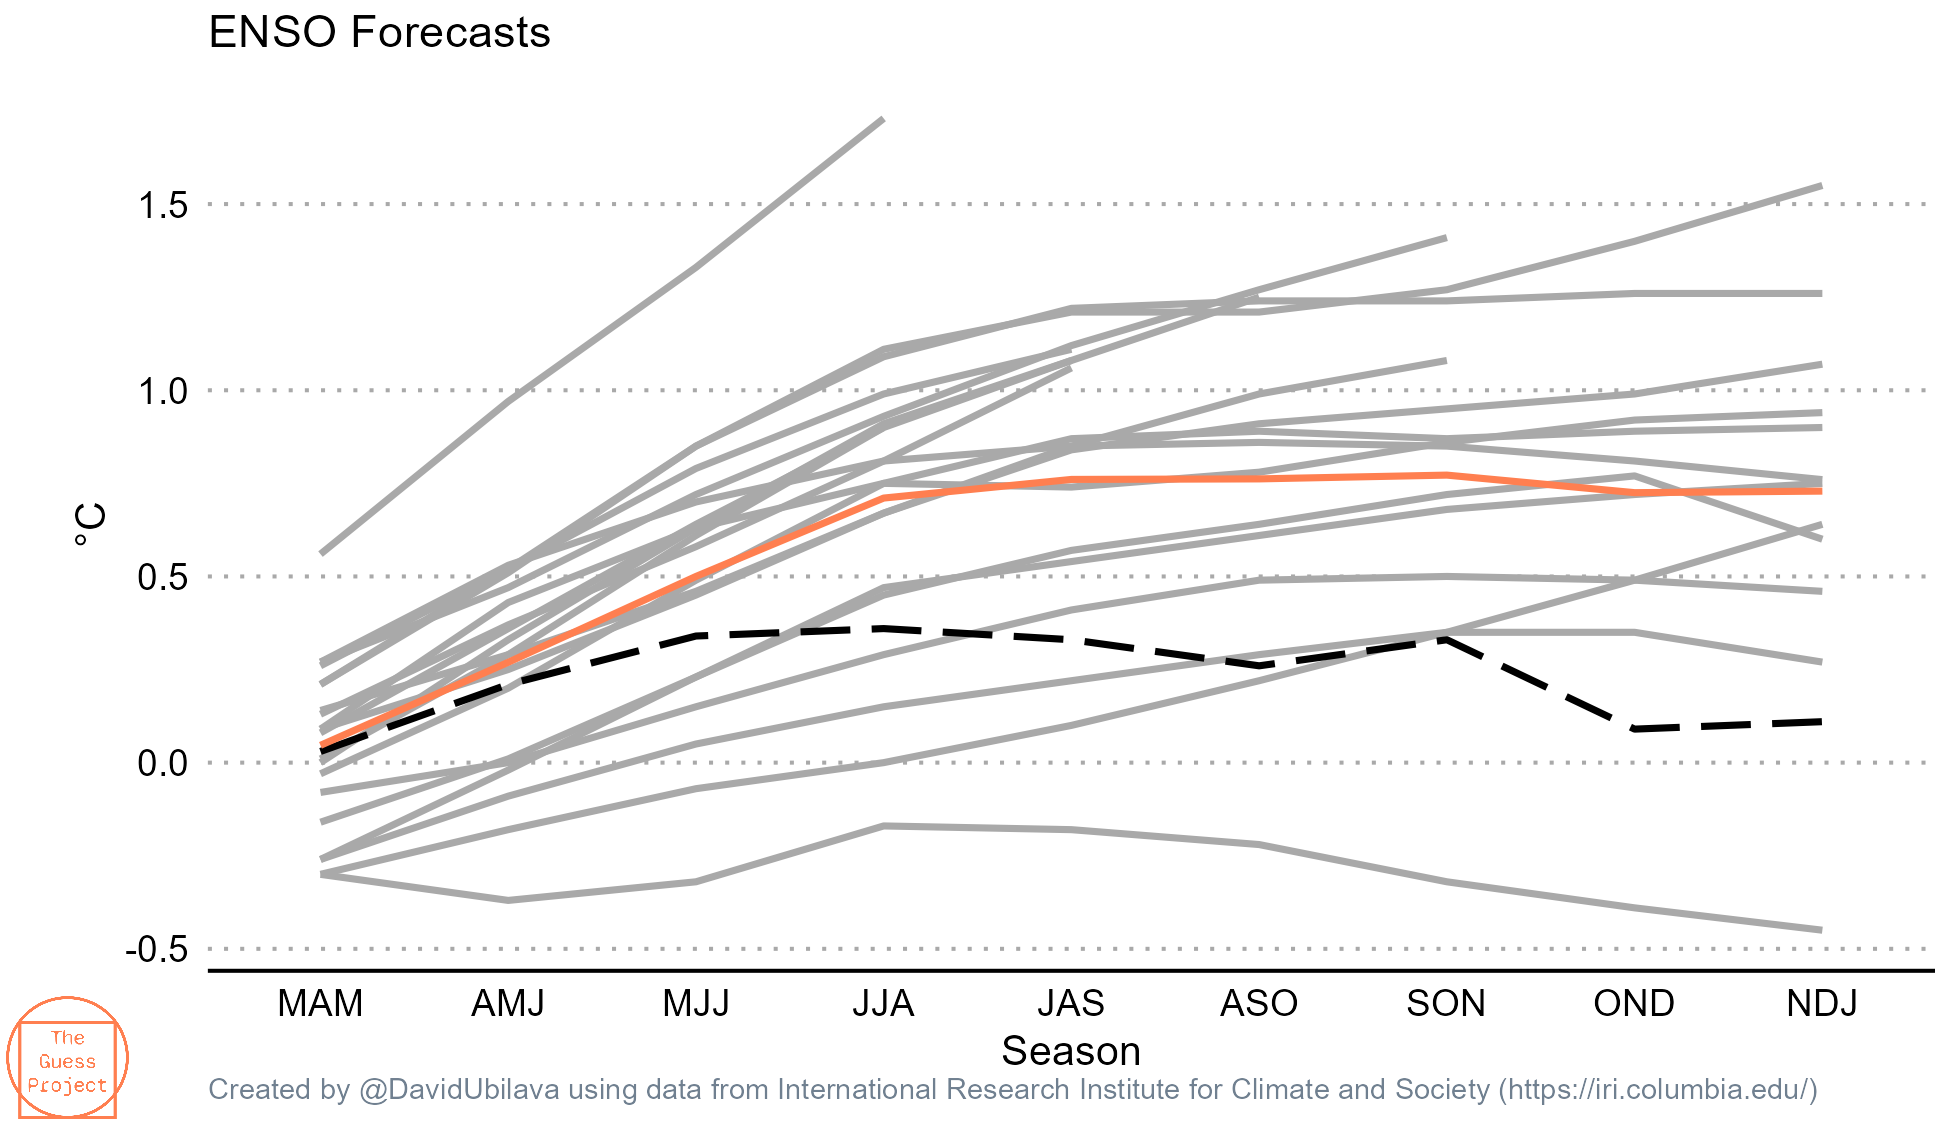 ENSO Forecasts
°C
1.5
1.0
0.5
0.0
-0.5
MAM AMJ MJJ JJA JAS ASO SON OND NDJ
Season
Created by @DavidUbilava using data from International Research Institute for Climate and Society (https://iri.columbia.edu/)
The
Guess
Project